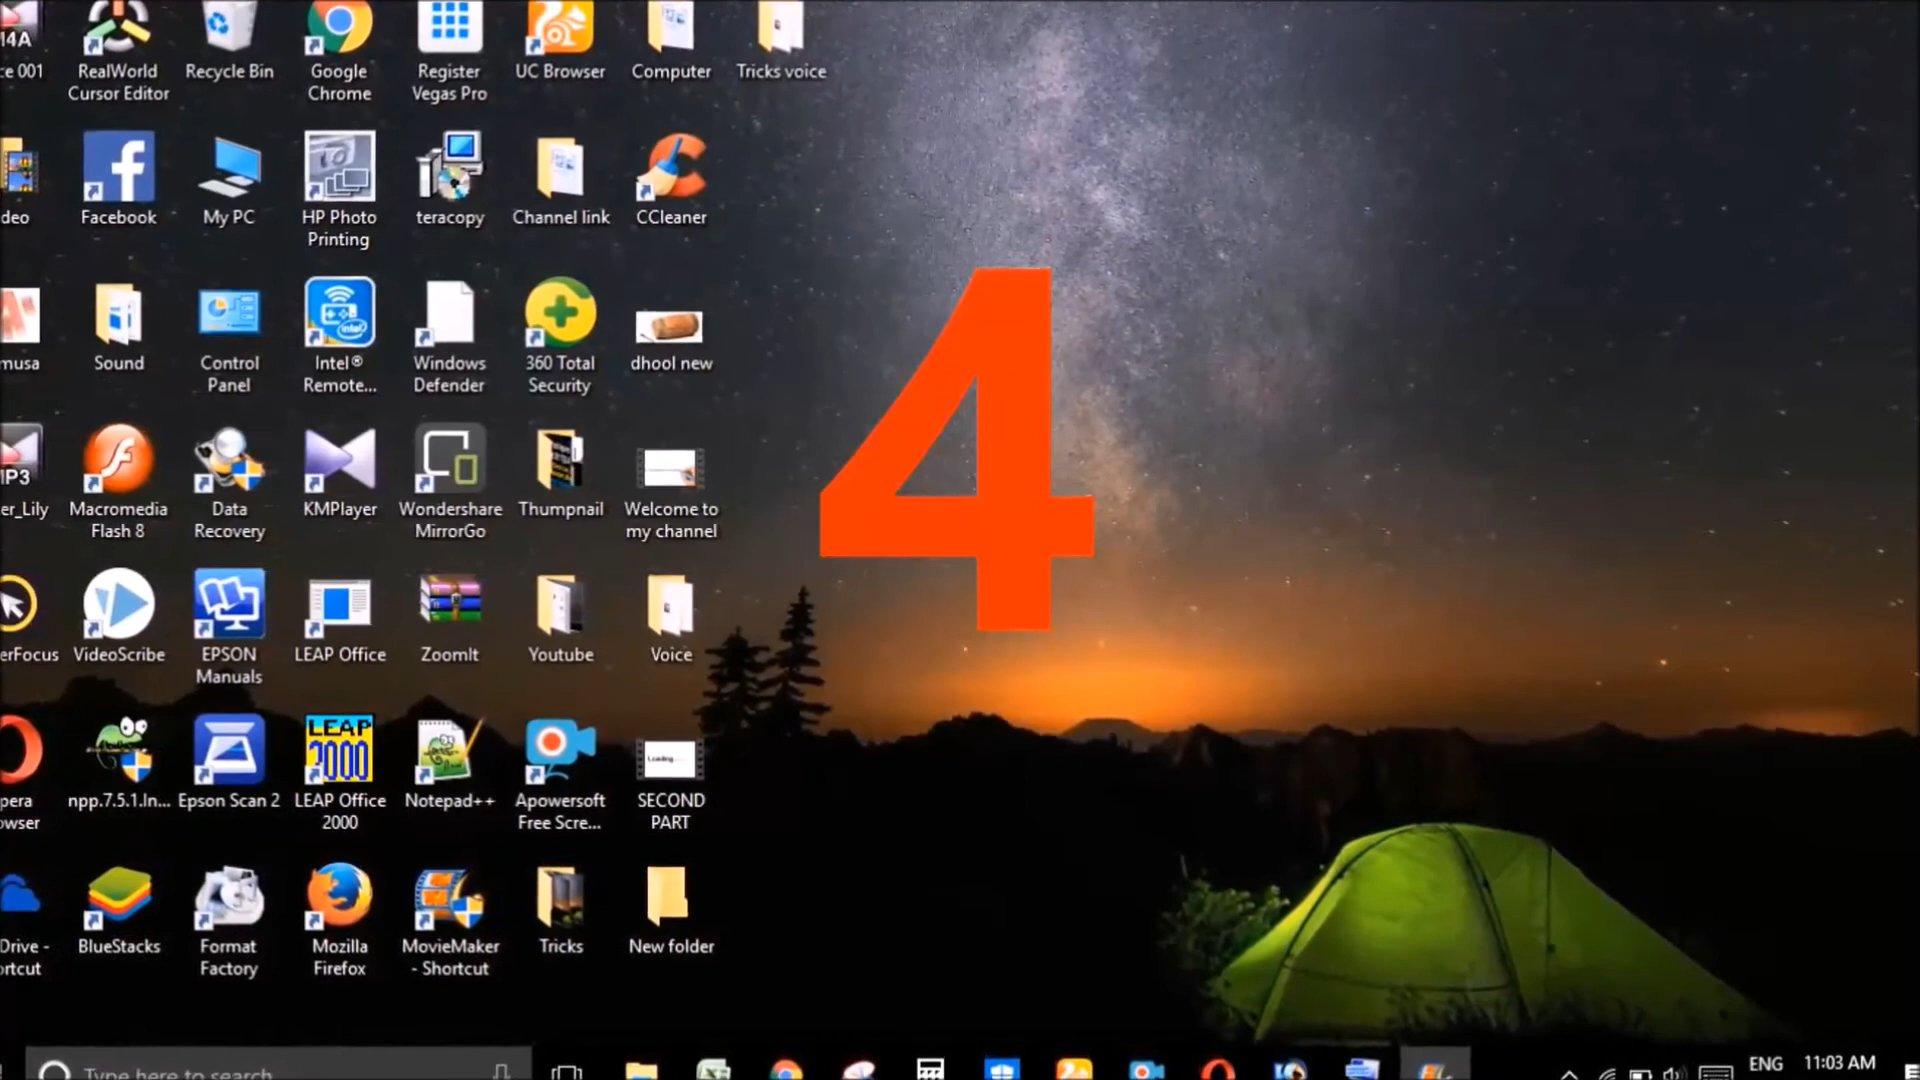 14A
ce 001
RealWorld
Cursor Editor
Recycle Bin
Google
Chrome
Register
Vegas Pro
UC Browser
Computer
Tricks voice
deo
Facebook
My PC
HP Photo
Printing
teracopy
Channel link
CCleaner
musa
Sound
Control
Panel
intel
Intel®
Remote...
Windows
Defender
360 Total
Security
dhool new
4
MP3
er_Lily
Macromedia
Flash 8
Data
Recovery
KMPlayer
Wondershare
MirrorGo
Thumpnail
Welcome to
my channel
erFocus
VideoScribe
EPSON
Manuals
LEAP Office
ZoomIt
Youtube
Voice
pera
owser
npp.7.5.1.In...
Epson Scan 2
LEAP
2000
LEAP Office
2000
Notepad++
Apowersoft
Free Scre...
Loading
SECOND
PART
Drive -
ortcut
BlueStacks
Format
Factory
Mozilla
Firefox
MovieMaker
- Shortcut
Tricks
New folder
Type here to search
ENG
11:03 AM